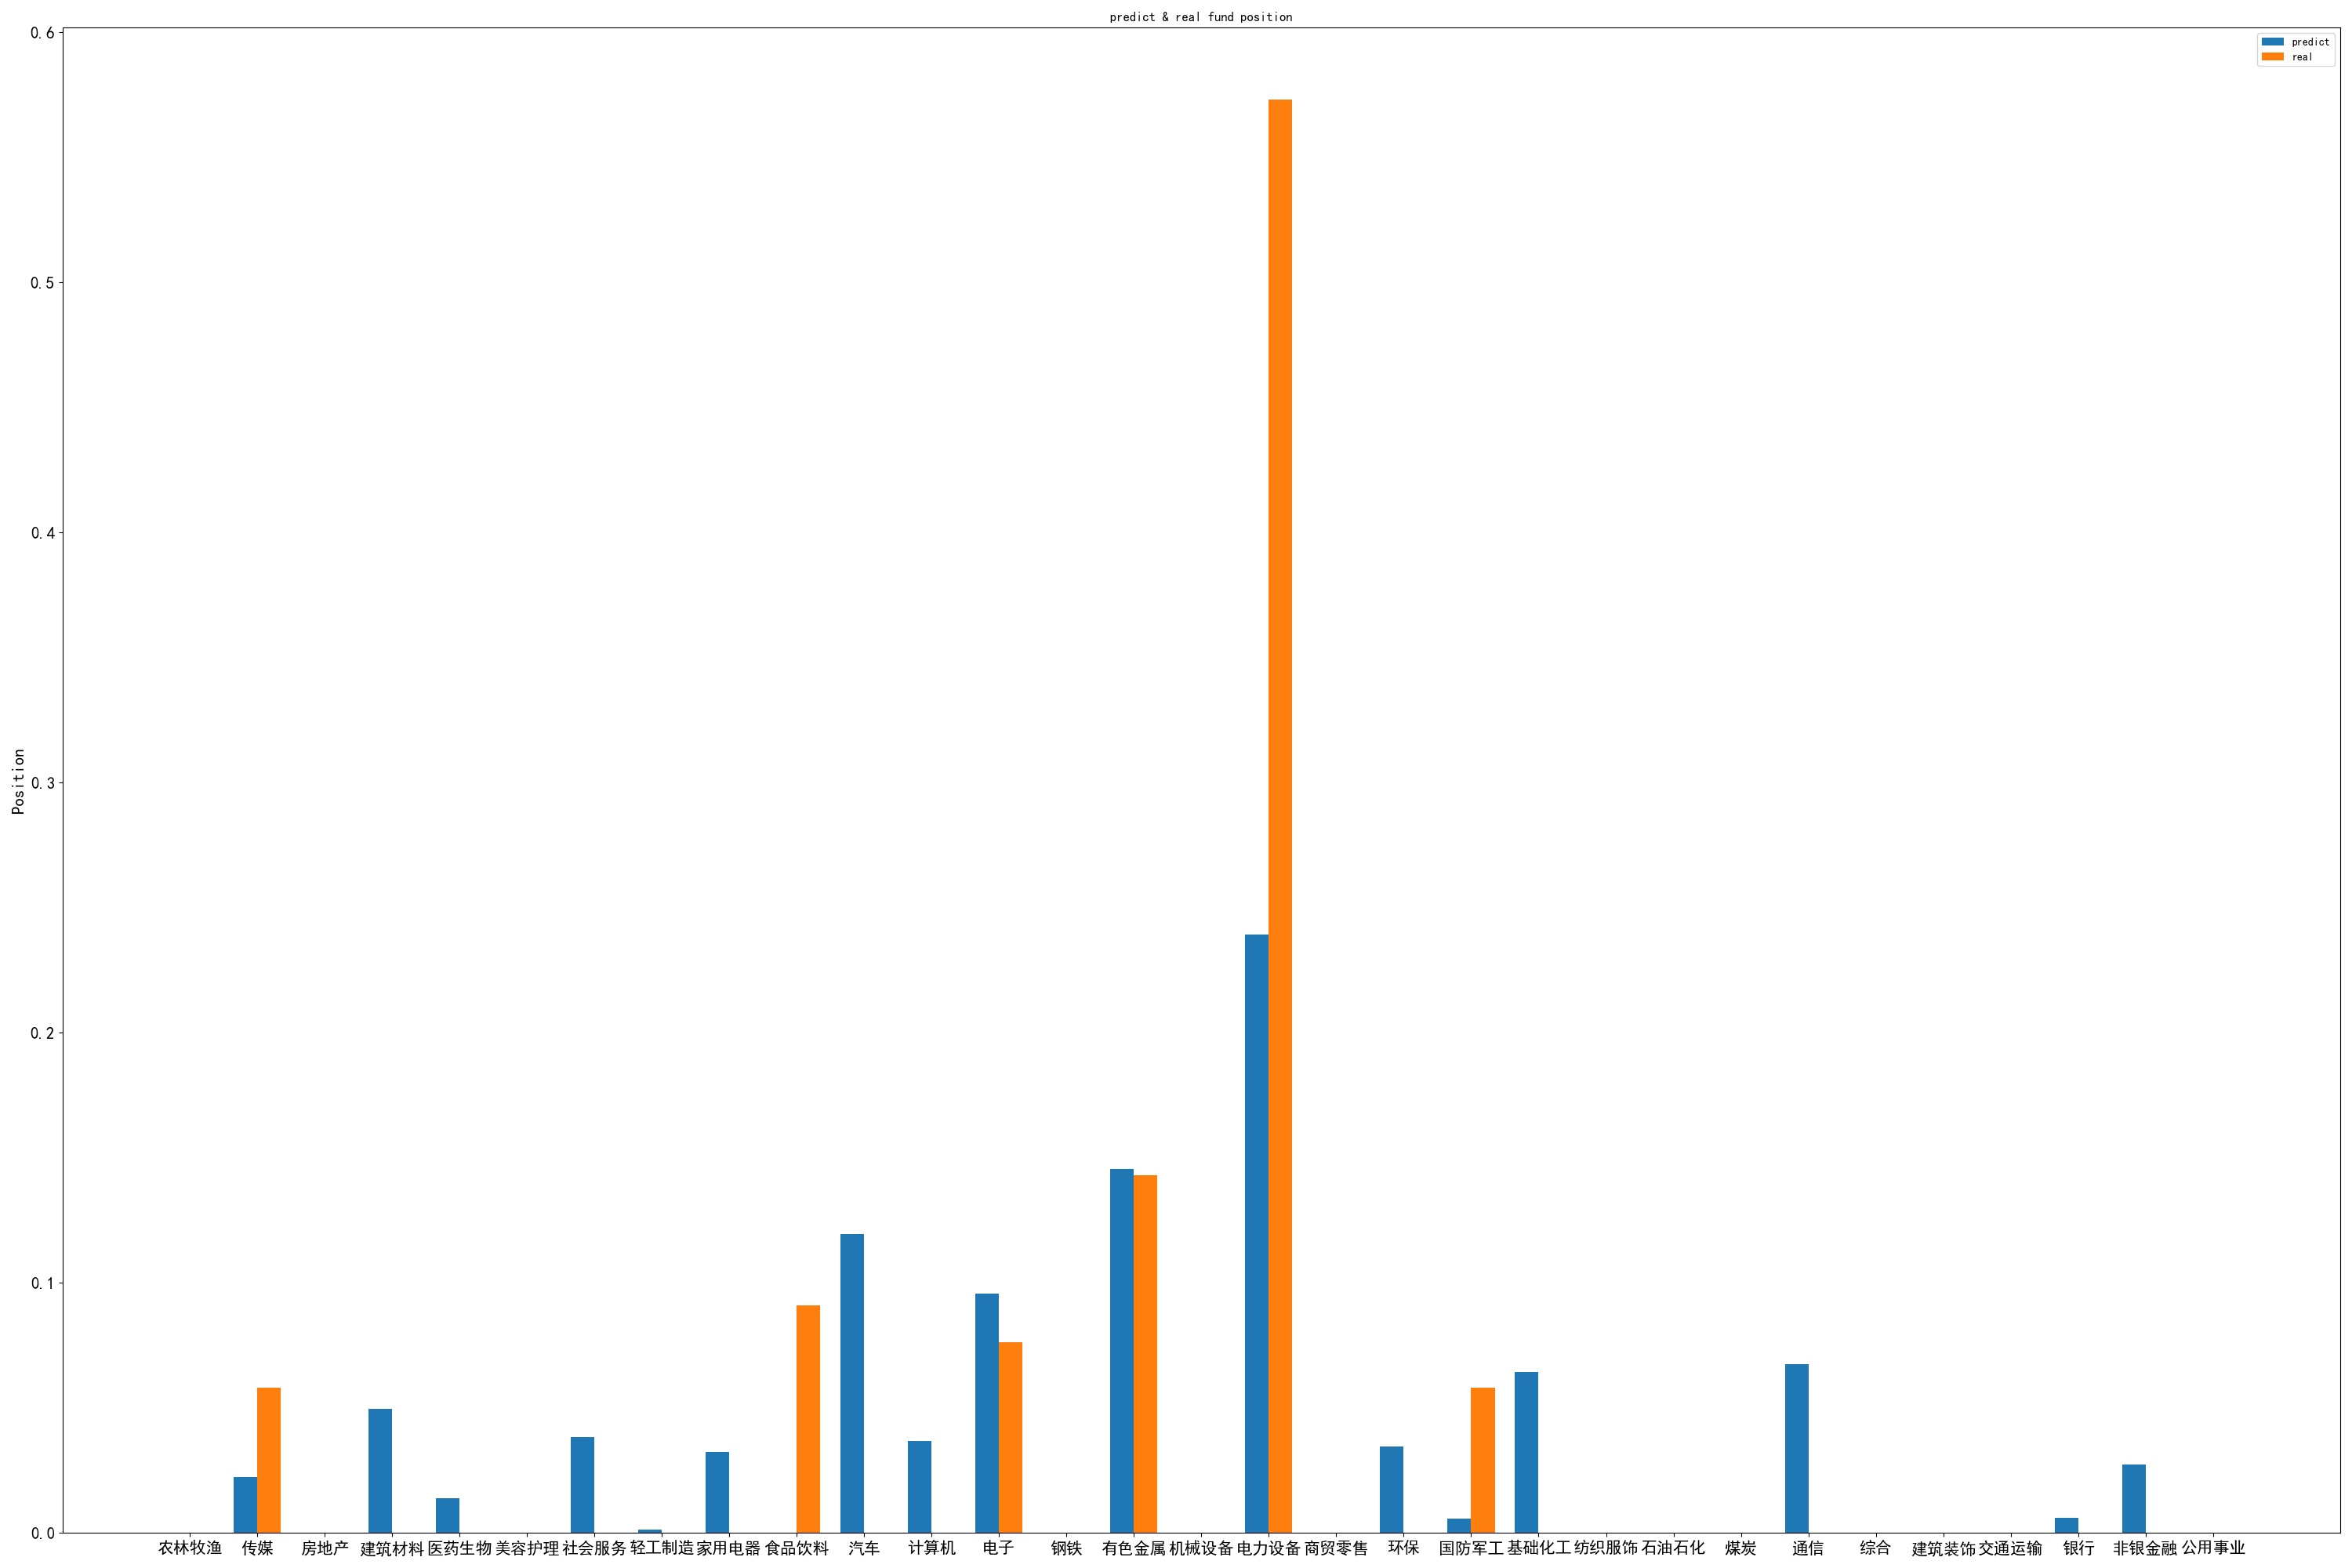 predict & real fund position
predict
real
Position
0.6
0.5
0.4
0.3
0.2
0.1
0.0
农林牧渔 传媒 房地产 建筑材料 医药生物 美容护理 社会服务 轻工制造 家用电器 食品饮料 汽车 计算机 电子 钢铁 有色金属 机械设备 电力设备 商贸零售 环保 国防军工 基础化工 纺织服饰 石油石化 煤炭 通信 综合 建筑装饰 交通运输 银行 非银金融 公用事业